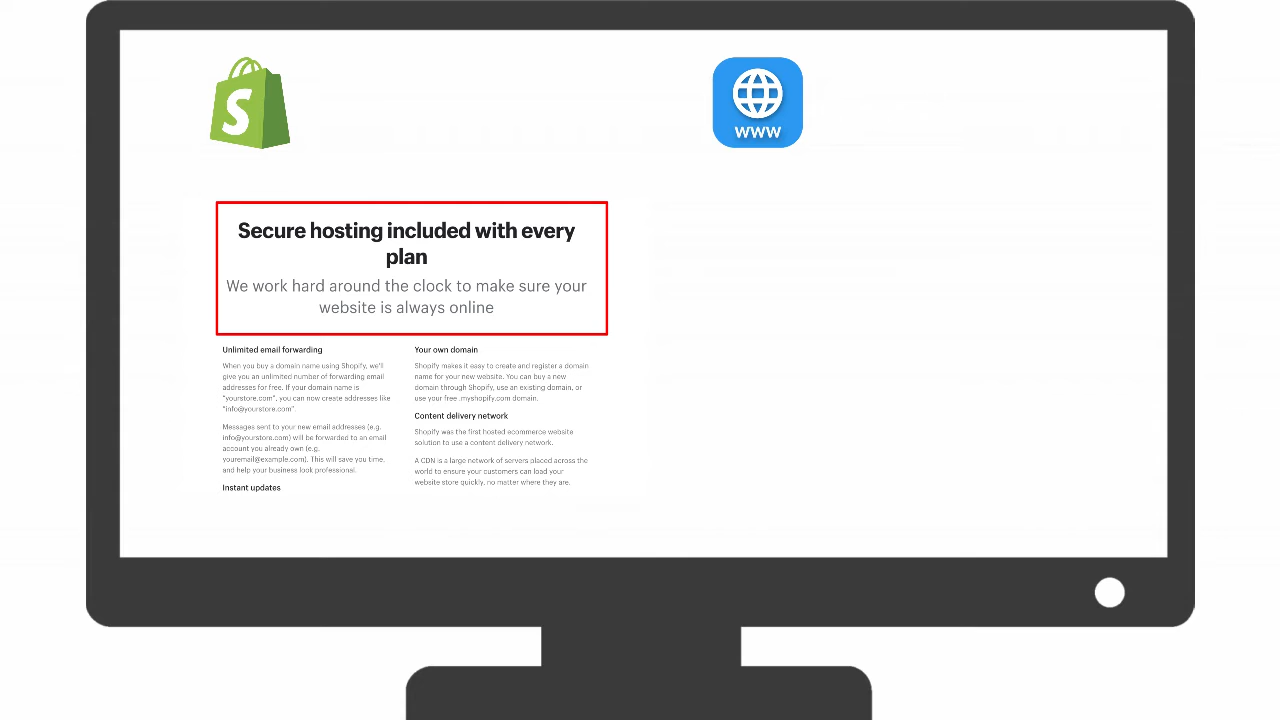 S
WWW
Secure hosting included with every
plan
We work hard around the clock to make sure your
website is always online
Unlimited email forwarding
When you buy a domain name using Shopify, we'll
give you an unlimited number of forwarding email
addresses for free. If your domain name is
"yourstore.com", you can now create addresses like
"info@yourstore.com".
Messages sent to your new email addresses (e.g.
info@yourstore.com) will be forwarded to an email
account you already own (e.g.
youremail@example.com). This will save you time,
and help your business look professional.
Instant updates
Your own domain
Shopify makes it easy to create and register a domain
name for your new website. You can buy a new
domain through Shopify, use an existing domain, or
use your free .myshopify.com domain.
Content delivery network
Shopify was the first hosted ecommerce website
solution to use a content delivery network.
A CDN is a large network of servers placed across the
world to ensure your customers can load your
website store quickly, no matter where they are.